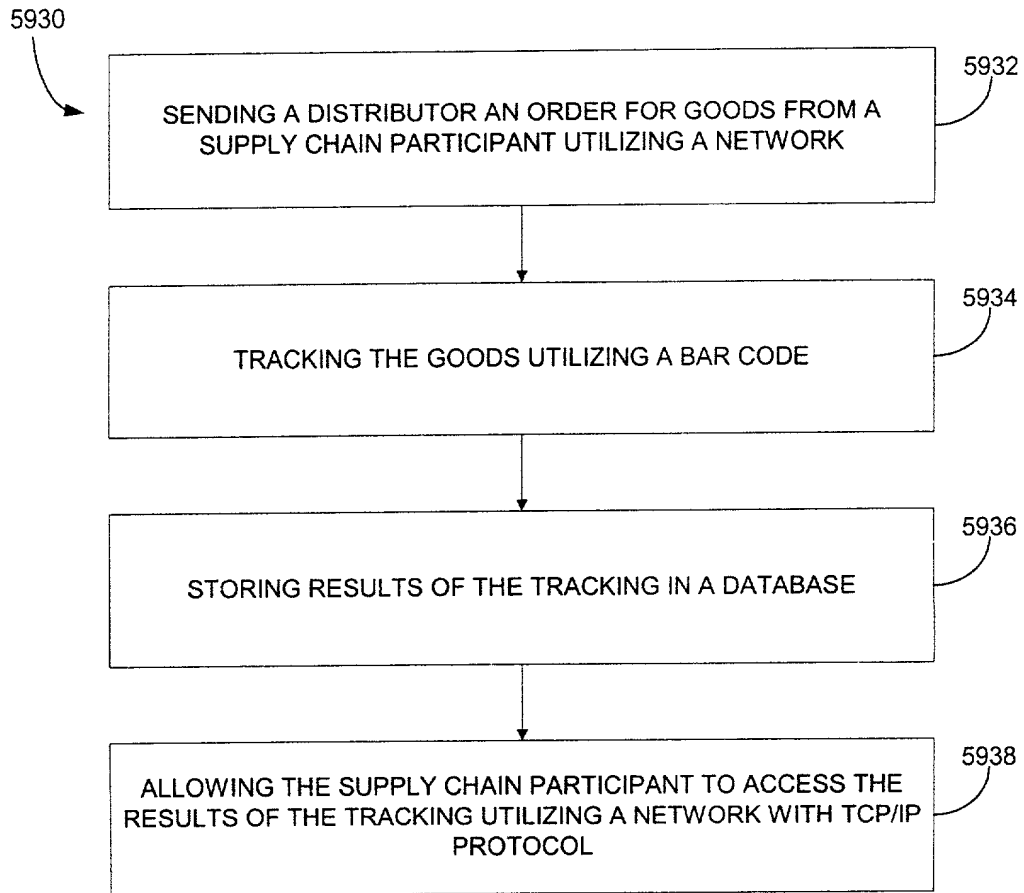 5930
5932
SENDING A DISTRIBUTOR AN ORDER FOR GOODS FROM A
SUPPLY CHAIN PARTICIPANT UTILIZING A NETWORK
5934
TRACKING THE GOODS UTILIZING A BAR CODE
5936
STORING RESULTS OF THE TRACKING IN A DATABASE
5938
ALLOWING THE SUPPLY CHAIN PARTICIPANT TO ACCESS THE
RESULTS OF THE TRACKING UTILIZING A NETWORK WITH TCP/IP
PROTOCOL